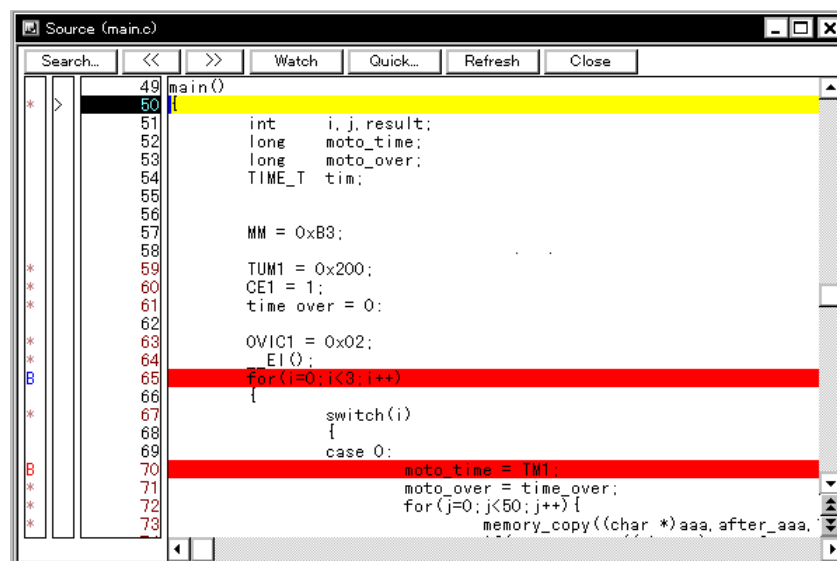 Source (main.c)
Search... << >> Watch Quick... Refresh Close
49 main()
* > 50 {
51 int i, j, result;
52 long moto_time;
53 long moto_over;
54 TIME_T tim;
55
56
57 MM = 0xB3;
58
* 59 TUM1 = 0x200;
* 60 CE1 = 1;
* 61 time over = 0:
62
* 63 OVIC1 = 0x02;
* 64 __EI();
B 65 for(i=0;i<3;i++)
66 {
* 67 switch(i)
68 {
69 case 0:
B 70 moto_time = TM1;
* 71 moto_over = time_over;
* 72 for(j=0;j<50;j++){
* 73 memory_copy((char *)aaa,after_aaa,